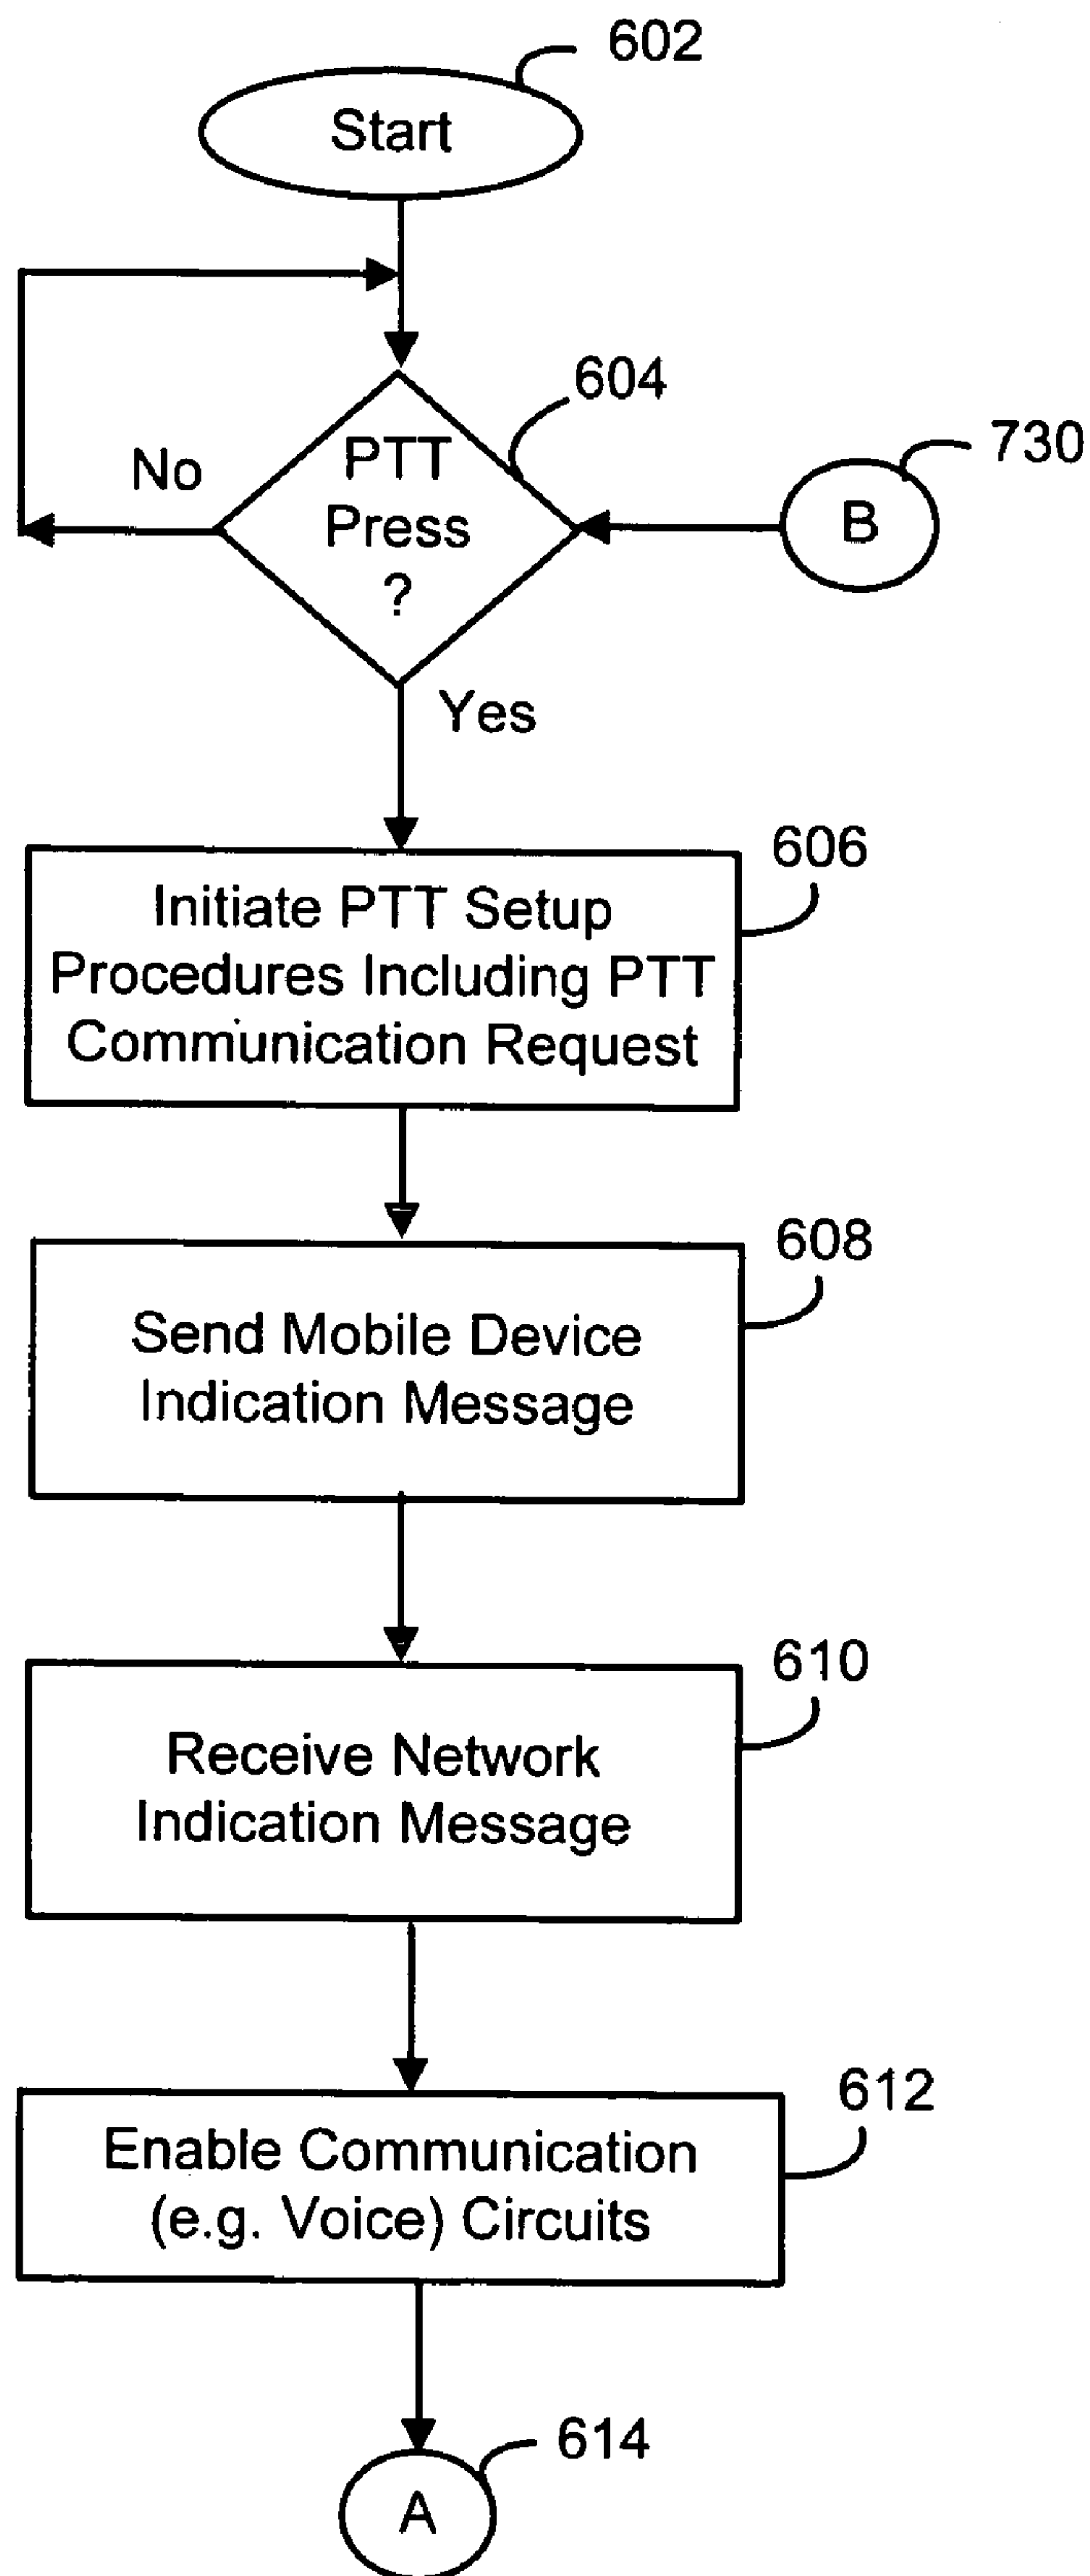 602
Start
604
730
No
PTT
Press
?
B
Yes
606
Initiate PTT Setup
Procedures Including PTT
Communication Request
608
Send Mobile Device
Indication Message
610
Receive Network
Indication Message
612
Enable Communication
(e.g. Voice) Circuits
614
A